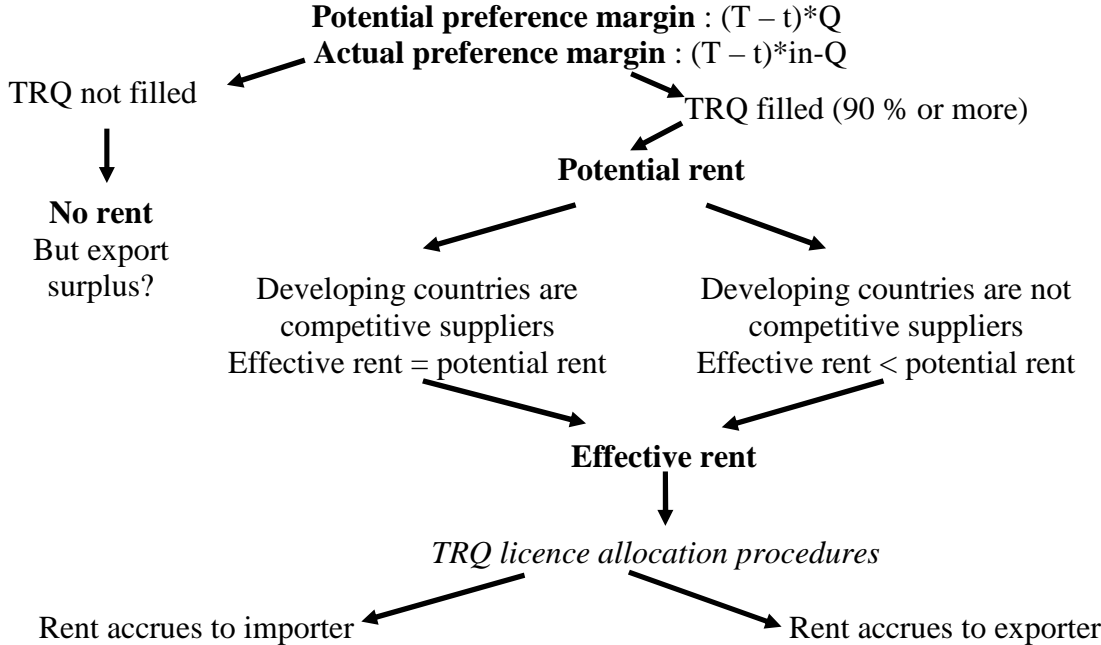 Potential preference margin : (T – t)*Q
Actual preference margin : (T – t)*in-Q
TRQ not filled
TRQ filled (90 % or more)
Potential rent
No rent
But export
surplus?
Developing countries are
competitive suppliers
Effective rent = potential rent
Developing countries are not
competitive suppliers
Effective rent < potential rent
Effective rent
TRQ licence allocation procedures
Rent accrues to importer
Rent accrues to exporter